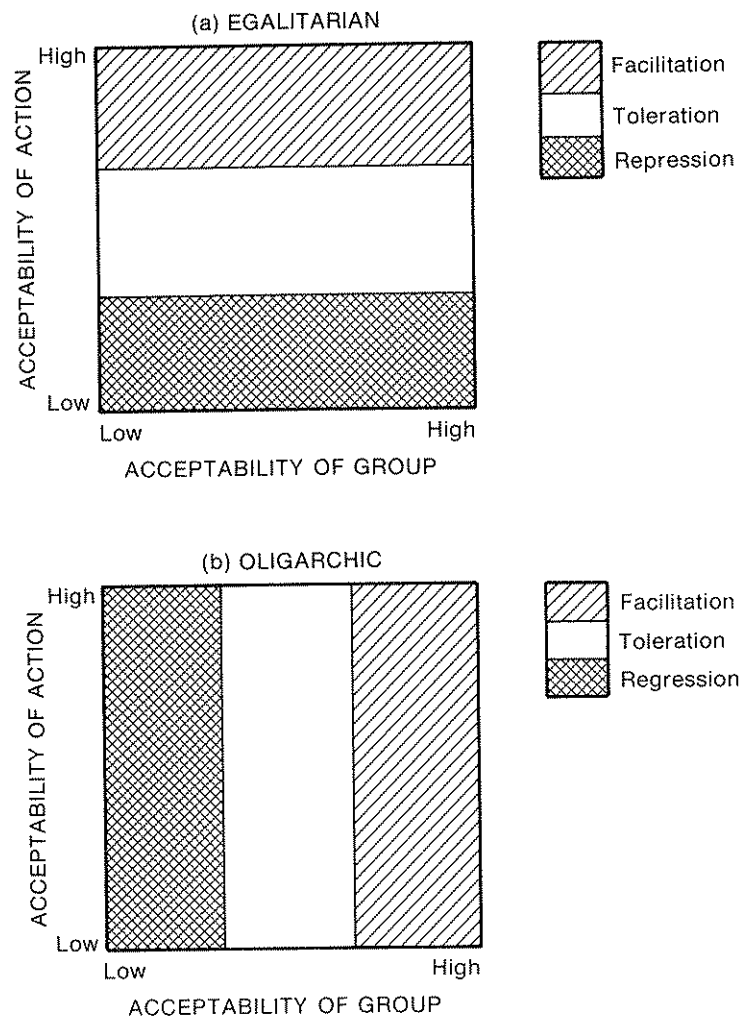 (a) EGALITARIAN
High
ACCEPTABILITY OF ACTION
Low
Low High
ACCEPTABILITY OF GROUP
Facilitation
Toleration
Repression
(b) OLIGARCHIC
High
ACCEPTABILITY OF ACTION
Low
Low High
ACCEPTABILITY OF GROUP
Facilitation
Toleration
Regression